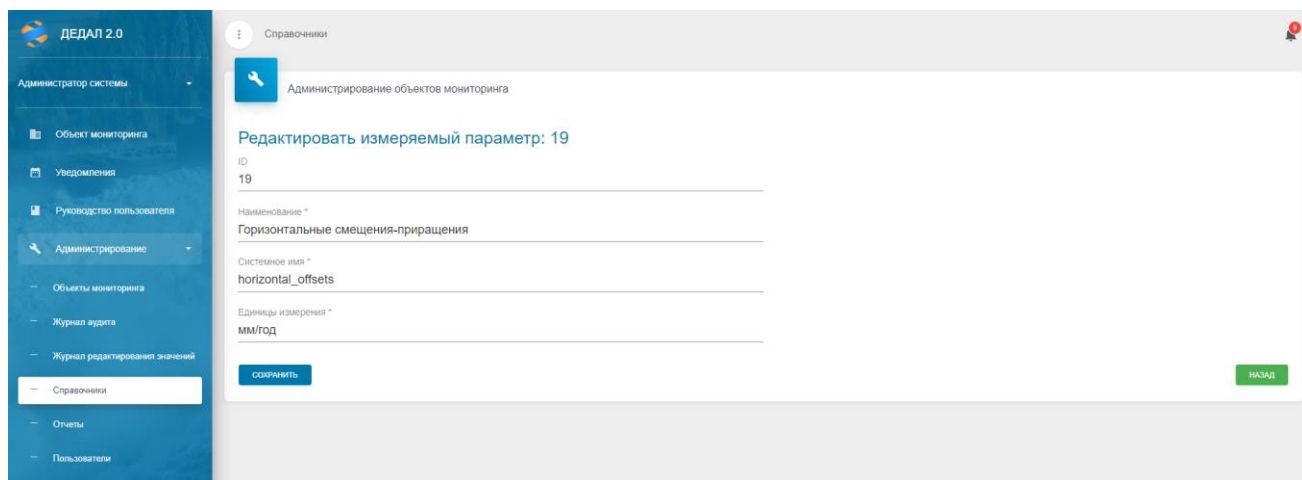 ДЕДАЛ 2.0
Администратор системы
Объект мониторинга
Уведомления
Руководство пользователя
Администрирование
Объекты мониторинга
Журнал аудита
Журнал редактирования значений
Справочники
Отчеты
Пользователи
Справочники
Администрирование объектов мониторинга
Редактировать измеряемый параметр: 19
ID
19
Наименование *
Горизонтальные смещения-приращения
Системное имя *
horizontal_offsets
Единицы измерения *
мм/год
СОХРАНИТЬ
НАЗАД